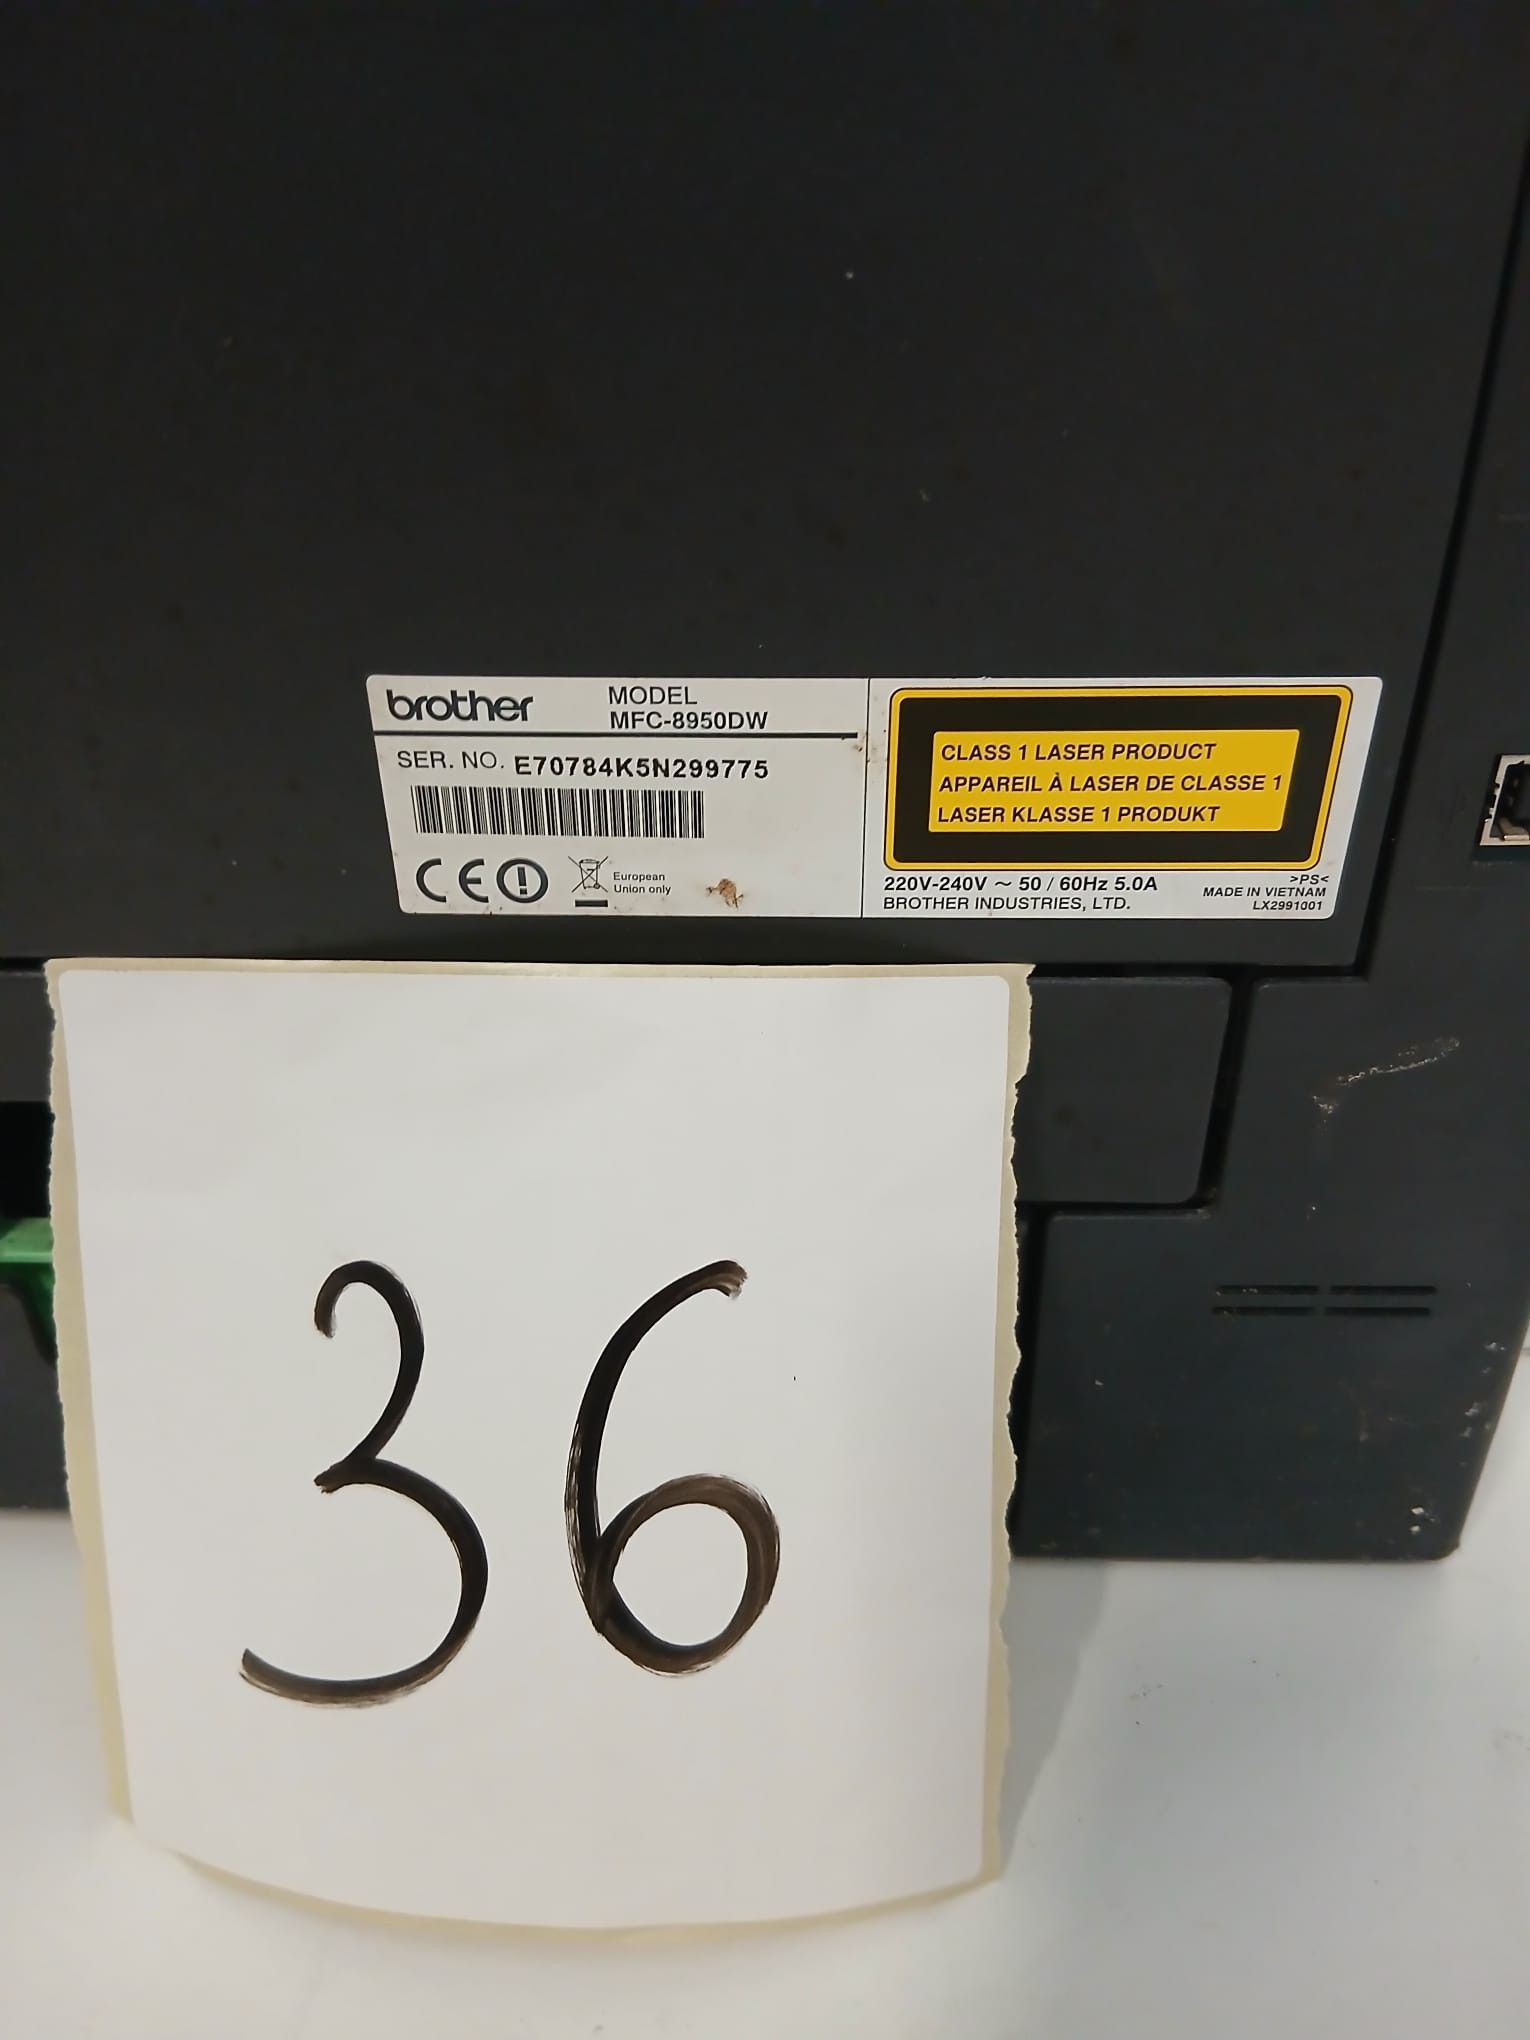 brother
MODEL
MFC-8950DW
SER. NO. E70784K5N299775
CE
European
Union only
CLASS 1 LASER PRODUCT
APPAREIL À LASER DE CLASSE 1
LASER KLASSE 1 PRODUKT
220V-240V ~ 50 / 60Hz 5.0A
BROTHER INDUSTRIES, LTD.
>PS<
MADE IN VIETNAM
LX2991001
36